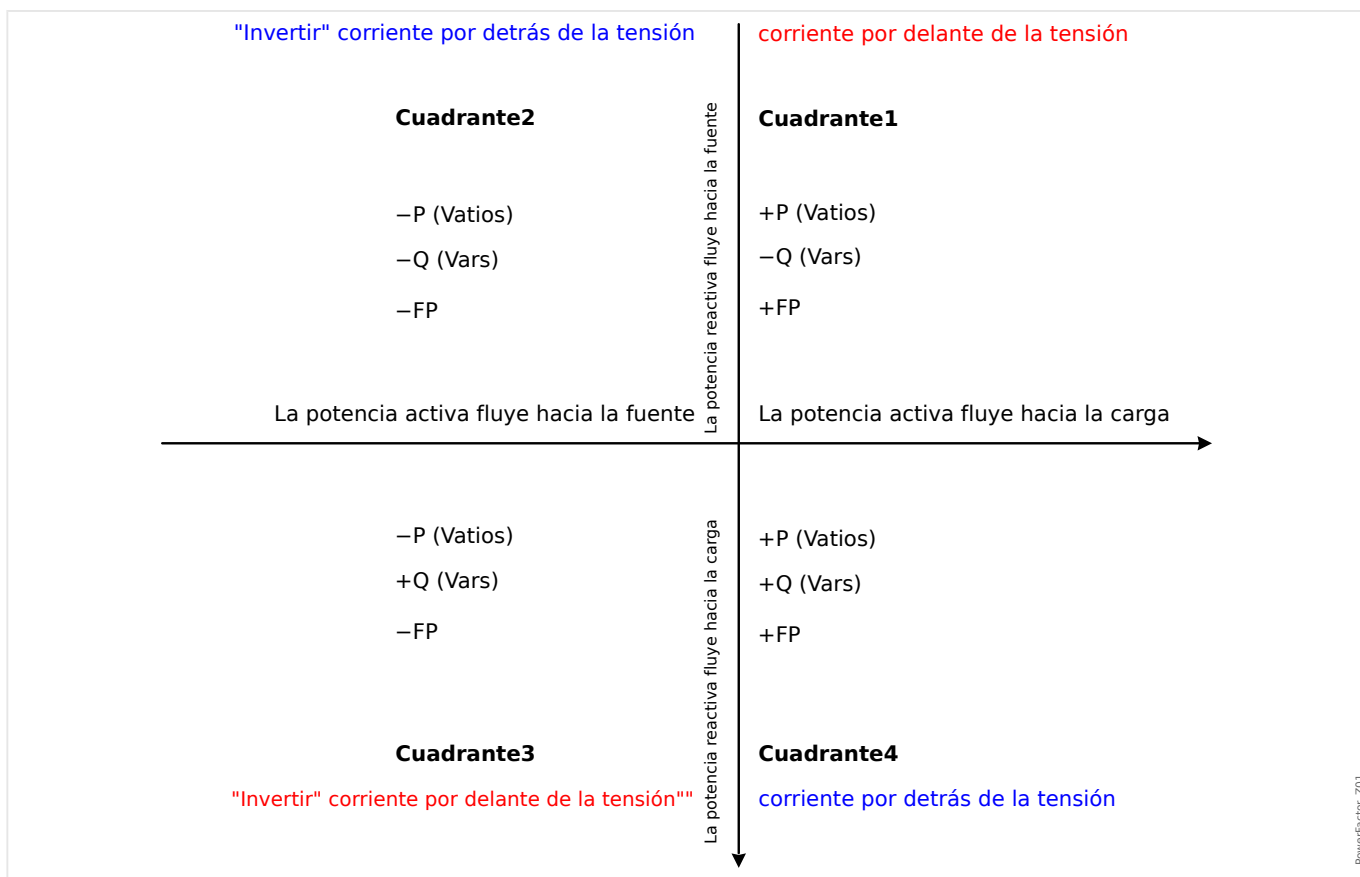 "Invertir" corriente por detrás de la tensión
corriente por delante de la tensión
Cuadrante2
Cuadrante1
−P (Vatios)
−Q (Vars)
−FP
+P (Vatios)
−Q (Vars)
+FP
La potencia reactiva fluye hacia la fuente
La potencia activa fluye hacia la fuente
La potencia activa fluye hacia la carga
−P (Vatios)
+Q (Vars)
−FP
+P (Vatios)
+Q (Vars)
+FP
La potencia reactiva fluye hacia la carga
Cuadrante3
Cuadrante4
"Invertir" corriente por delante de la tensión""
corriente por detrás de la tensión
PowerFactor_Z01